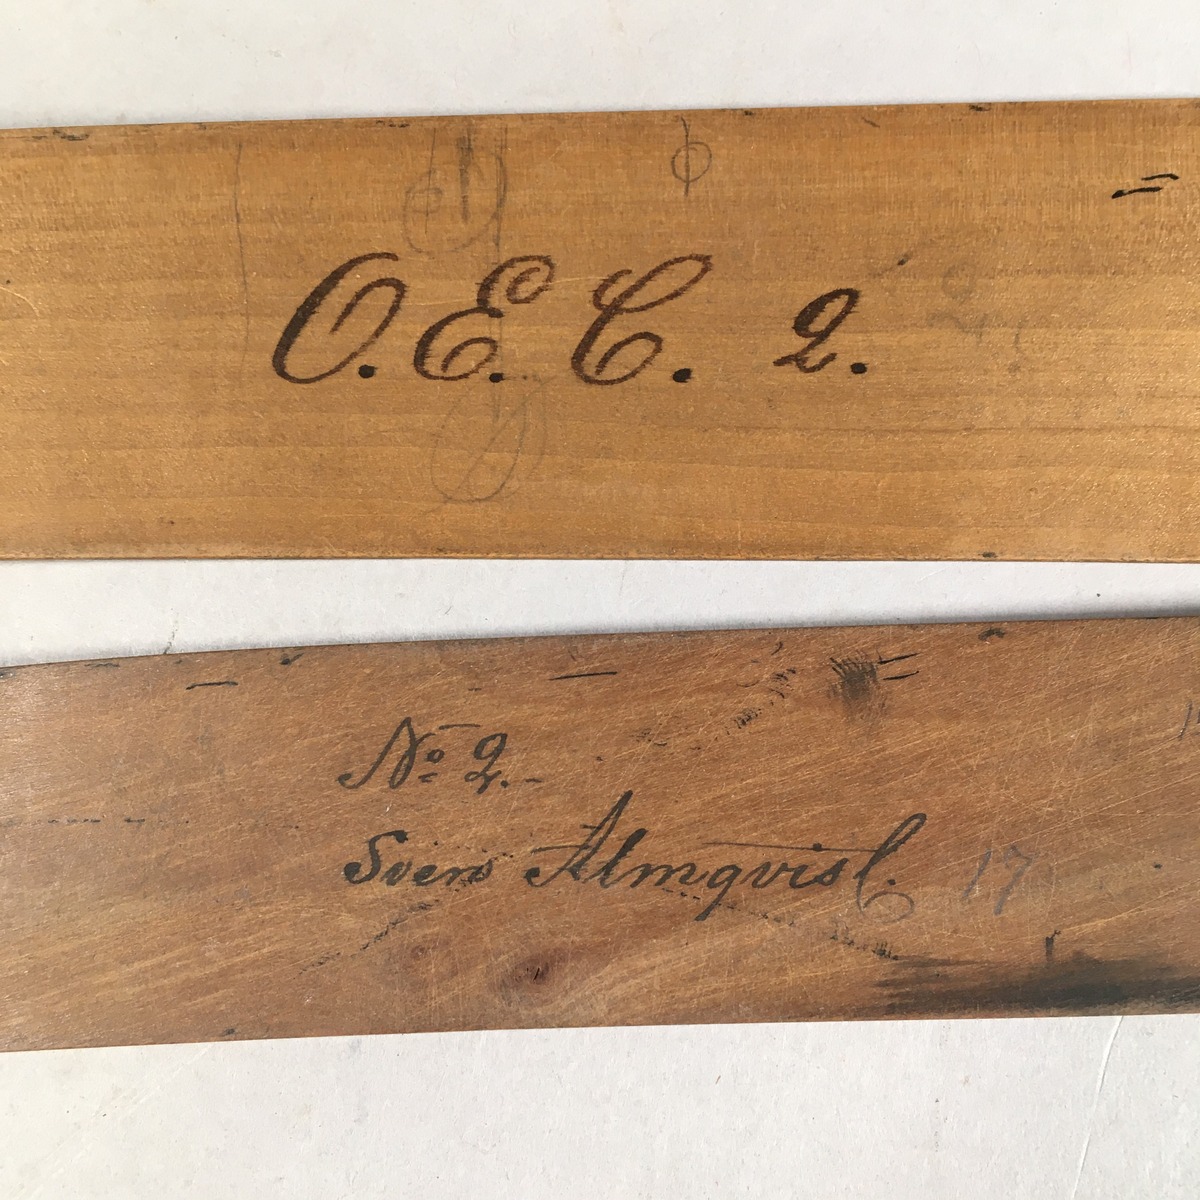 O. E. C. 2.
No 2.-
Sven Almqvist. 17